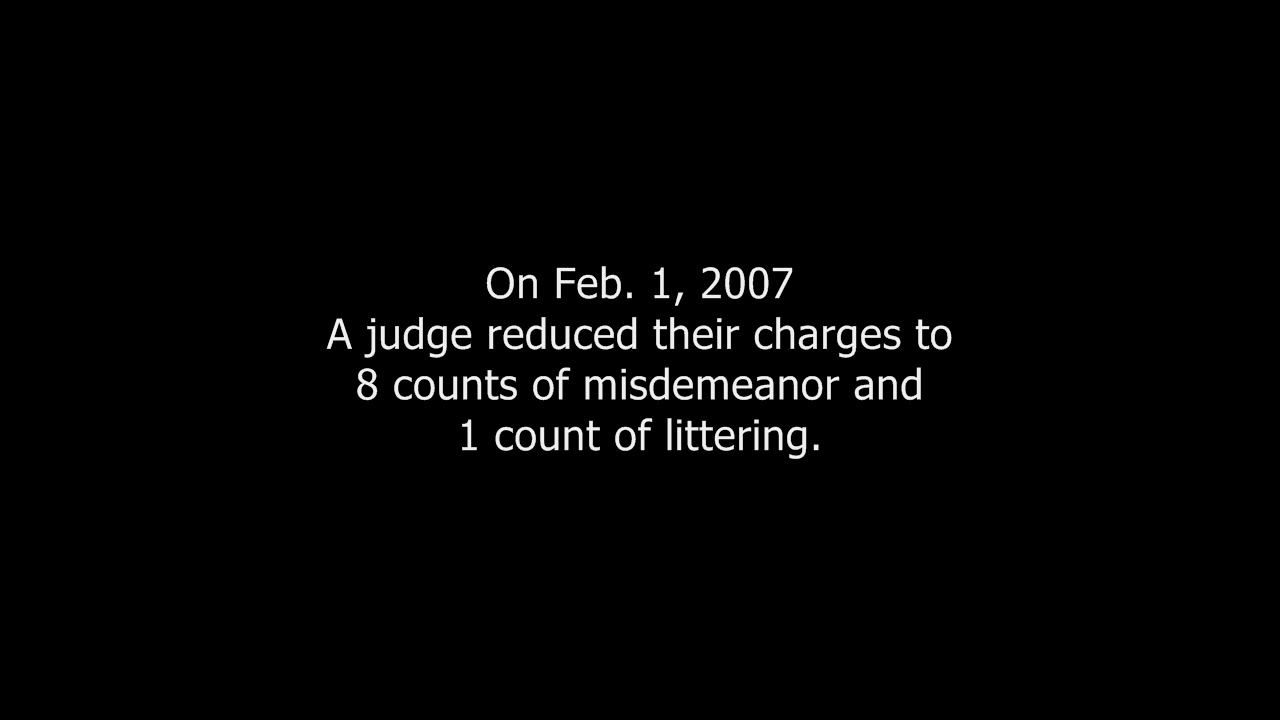 On Feb. 1, 2007
A judge reduced their charges to
8 counts of misdemeanor and
1 count of littering.